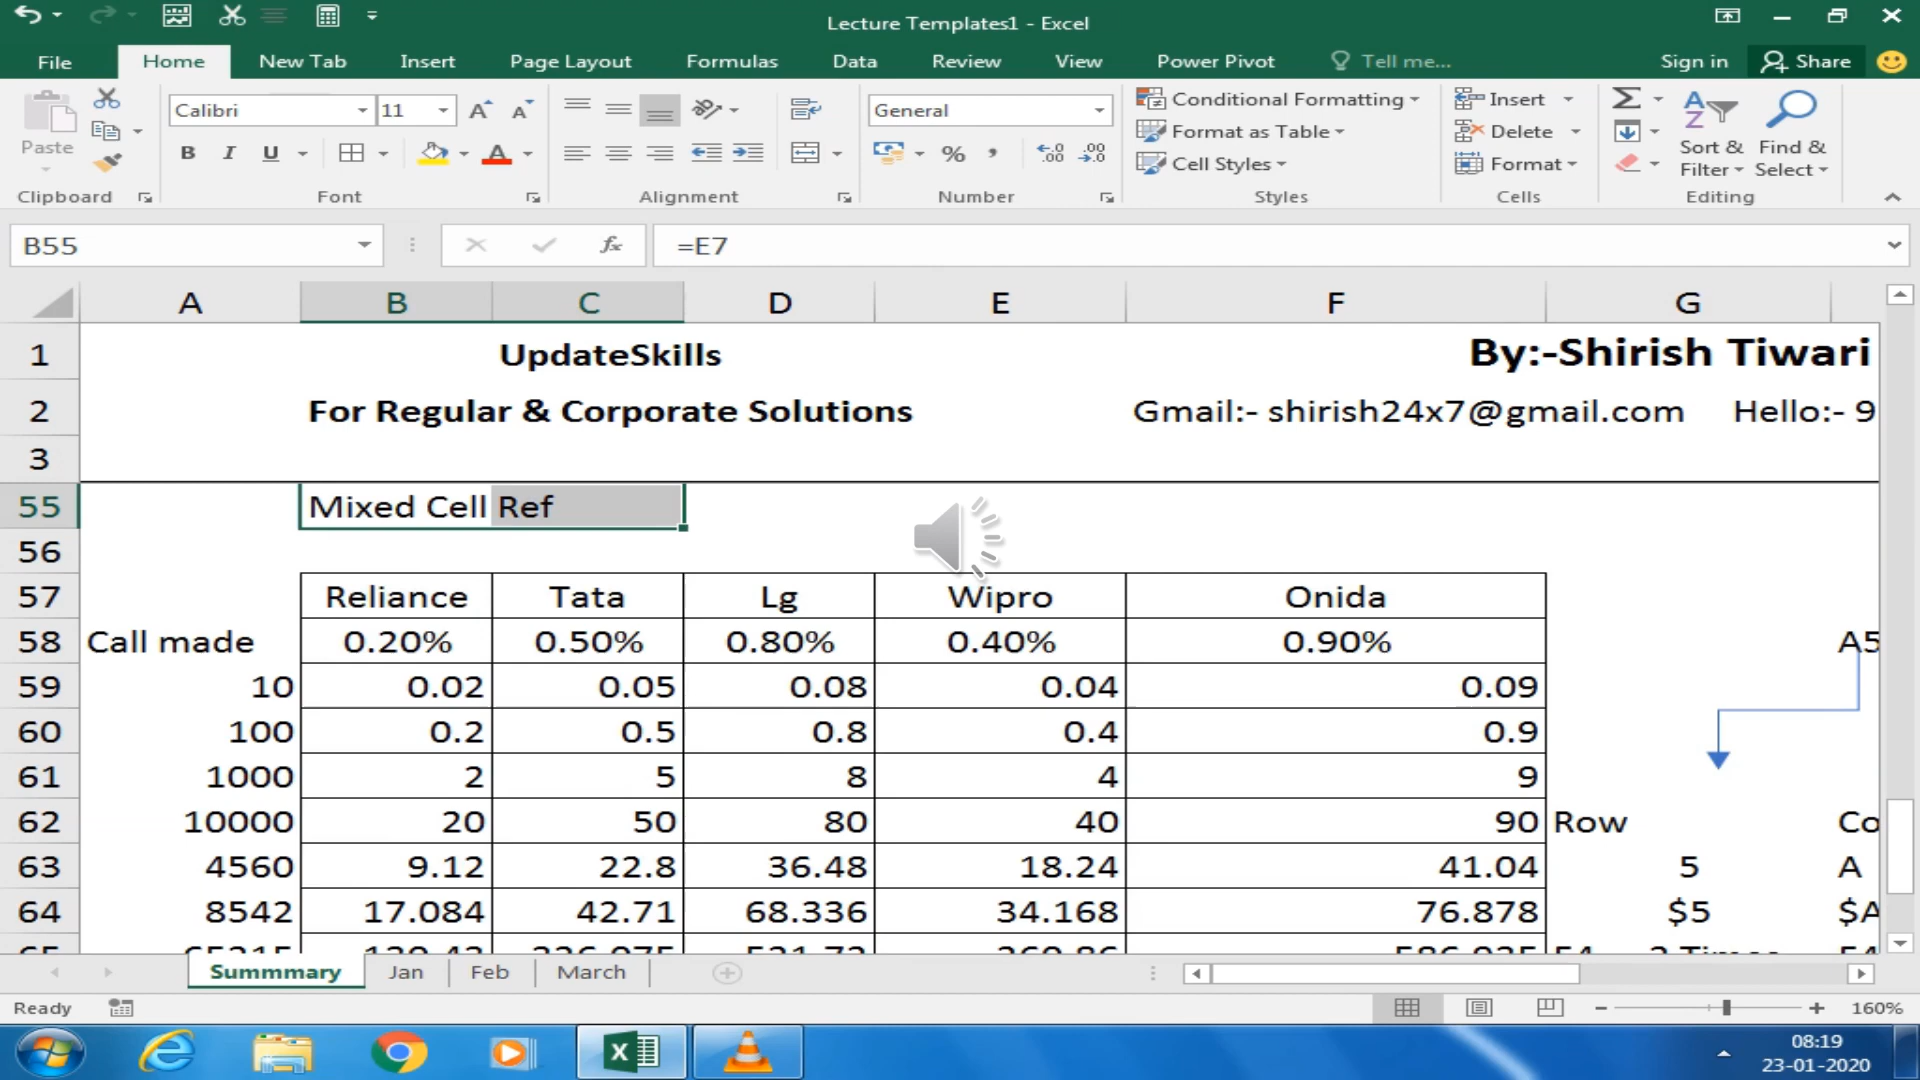 Lecture Templates1 - Excel
File Home New Tab Insert Page Layout Formulas Data Review View Power Pivot Tell me... Sign in Share
Calibri 11 General Conditional Formatting Insert
Format as Table Delete
Paste B I U % , Cell Styles Format Sort & Filter Find & Select
Clipboard Font Alignment Number Styles Cells Editing
B55 fx =E7
A B C D E F G
1 UpdateSkills By:-Shirish Tiwari
2 For Regular & Corporate Solutions Gmail:- shirish24x7@gmail.com Hello:- 9
3
55 Mixed Cell Ref
56
57 Reliance Tata Lg Wipro Onida
58 Call made 0.20% 0.50% 0.80% 0.40% 0.90% A5
59 10 0.02 0.05 0.08 0.04 0.09
60 100 0.2 0.5 0.8 0.4 0.9
61 1000 2 5 8 4 9
62 10000 20 50 80 40 90 Row Co
63 4560 9.12 22.8 36.48 18.24 41.04 5 A
64 8542 17.084 42.71 68.336 34.168 76.878 $5 $A
Summmary Jan Feb March
Ready 160%
08:19
23-01-2020